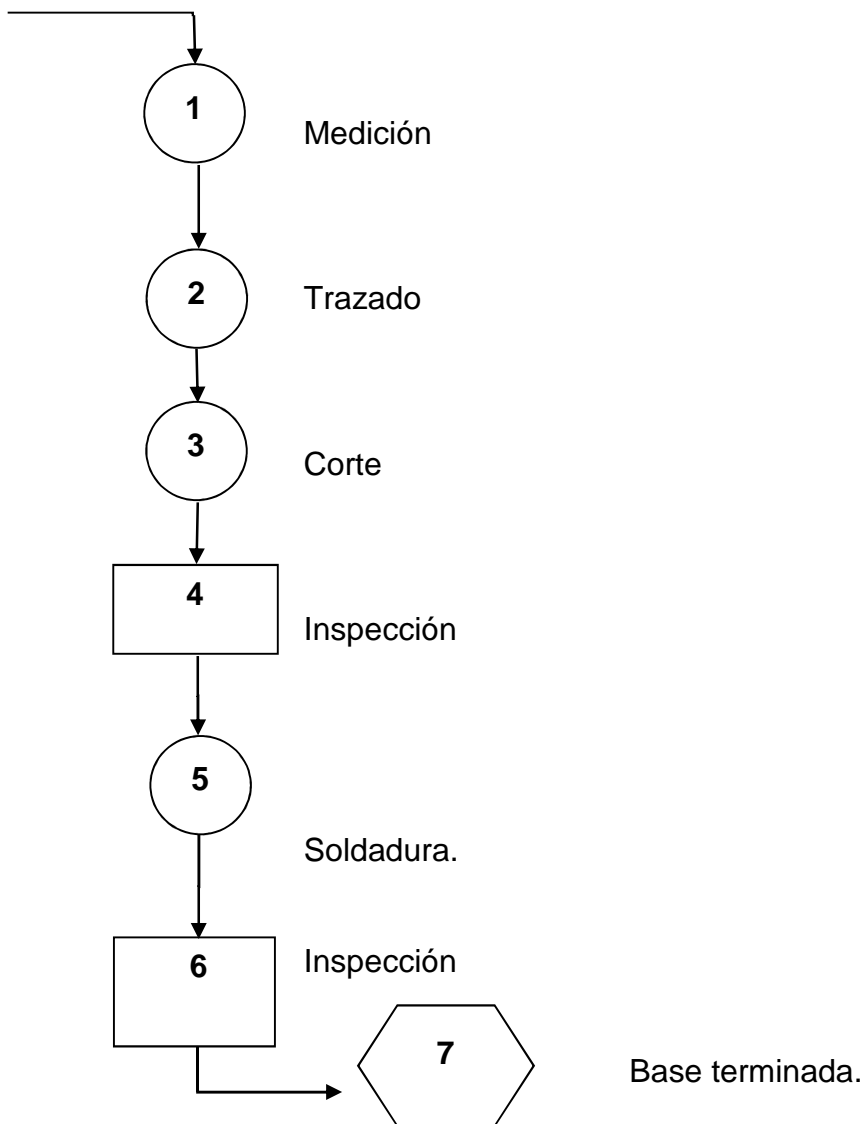 1
Medición
2
Trazado
3
Corte
4
Inspección
5
Soldadura.
6
Inspección
7
Base terminada.